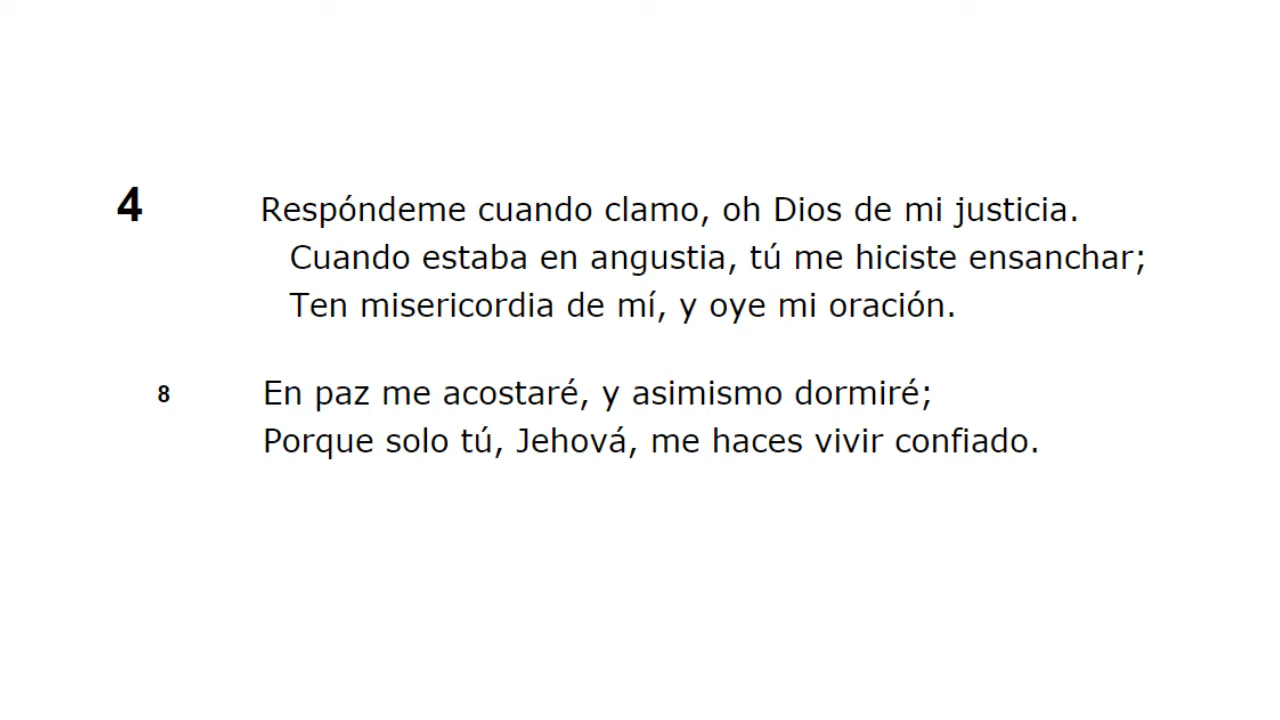 4 Respóndeme cuando clamo, oh Dios de mi justicia.
Cuando estaba en angustia, tú me hiciste ensanchar;
Ten misericordia de mí, y oye mi oración.
8 En paz me acostaré, y asimismo dormiré;
Porque solo tú, Jehová, me haces vivir confiado.